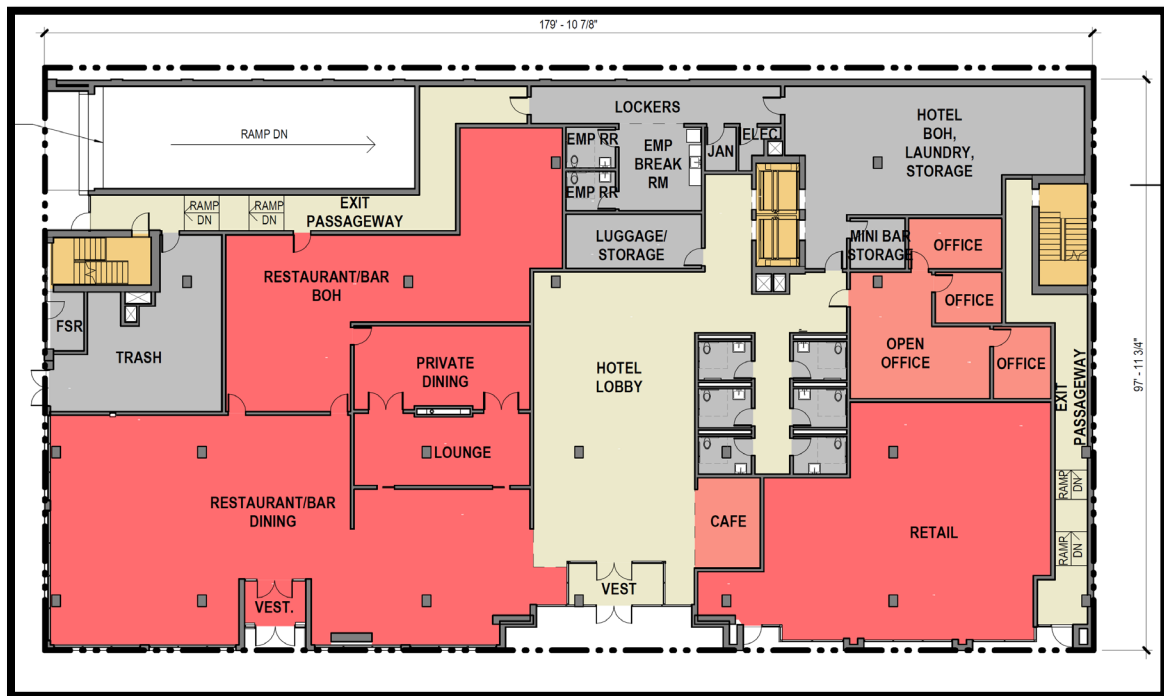 179' - 10 7/8"
LOCKERS
HOTEL
BOH,
LAUNDRY,
STORAGE
RAMP DN
EMP RR
EMP
BREAK
RM
JAN
ELEC
EMP RR
RAMP
DN
RAMP
DN
EXIT
PASSAGEWAY
LUGGAGE/
STORAGE
MINI BAR
STORAGE
OFFICE
RESTAURANT/BAR
BOH
OFFICE
FSR
TRASH
PRIVATE
DINING
HOTEL
LOBBY
OPEN
OFFICE
OFFICE
EXIT
PASSAGEWAY
97' - 11 3/4"
LOUNGE
RESTAURANT/BAR
DINING
CAFE
RETAIL
RAMP
DN
RAMP
DN
VEST.
VEST